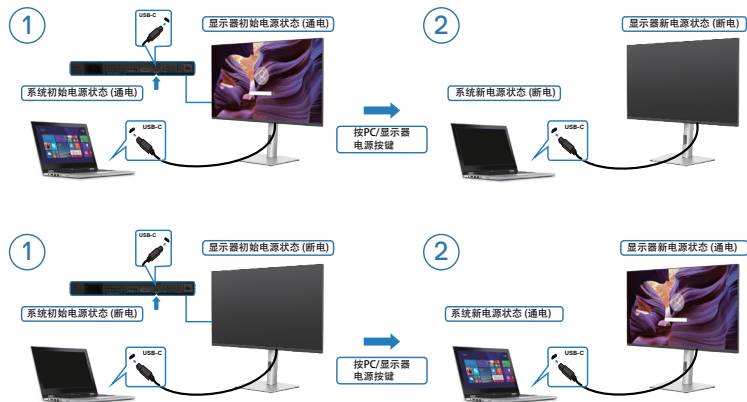 1
USB-C
显示器初始电源状态 (通电)
系统初始电源状态 (通电)
USB-C
按PC/显示器
电源按键
2
显示器新电源状态 (断电)
系统新电源状态 (断电)
USB-C
1
USB-C
显示器初始电源状态 (断电)
系统初始电源状态 (断电)
USB-C
按PC/显示器
电源按键
2
显示器新电源状态 (通电)
系统新电源状态 (通电)
USB-C